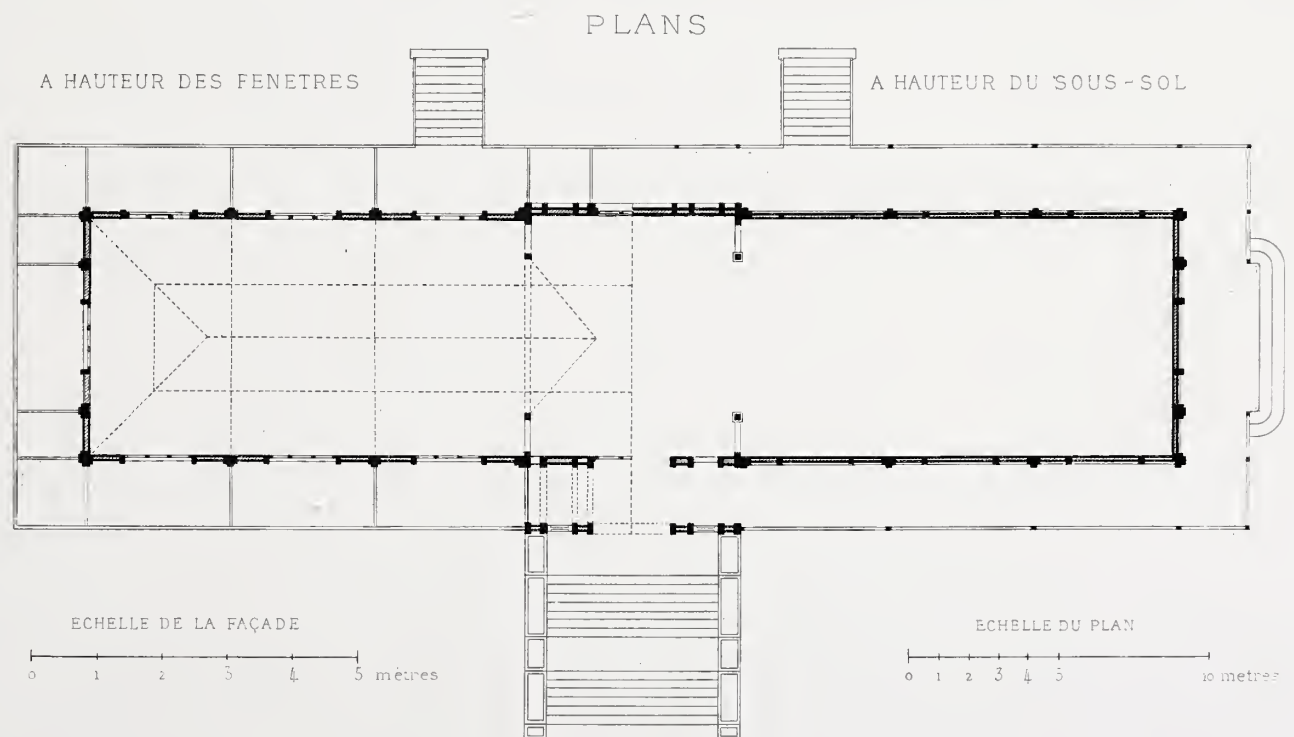 PLANS
A HAUTEUR DES FENETRES
A HAUTEUR DU SOUS-SOL
ECHELLE DE LA FAÇADE
0 1 2 3 4 5 mètres
ECHELLE DU PLAN
0 1 2 3 4 5 10 metres